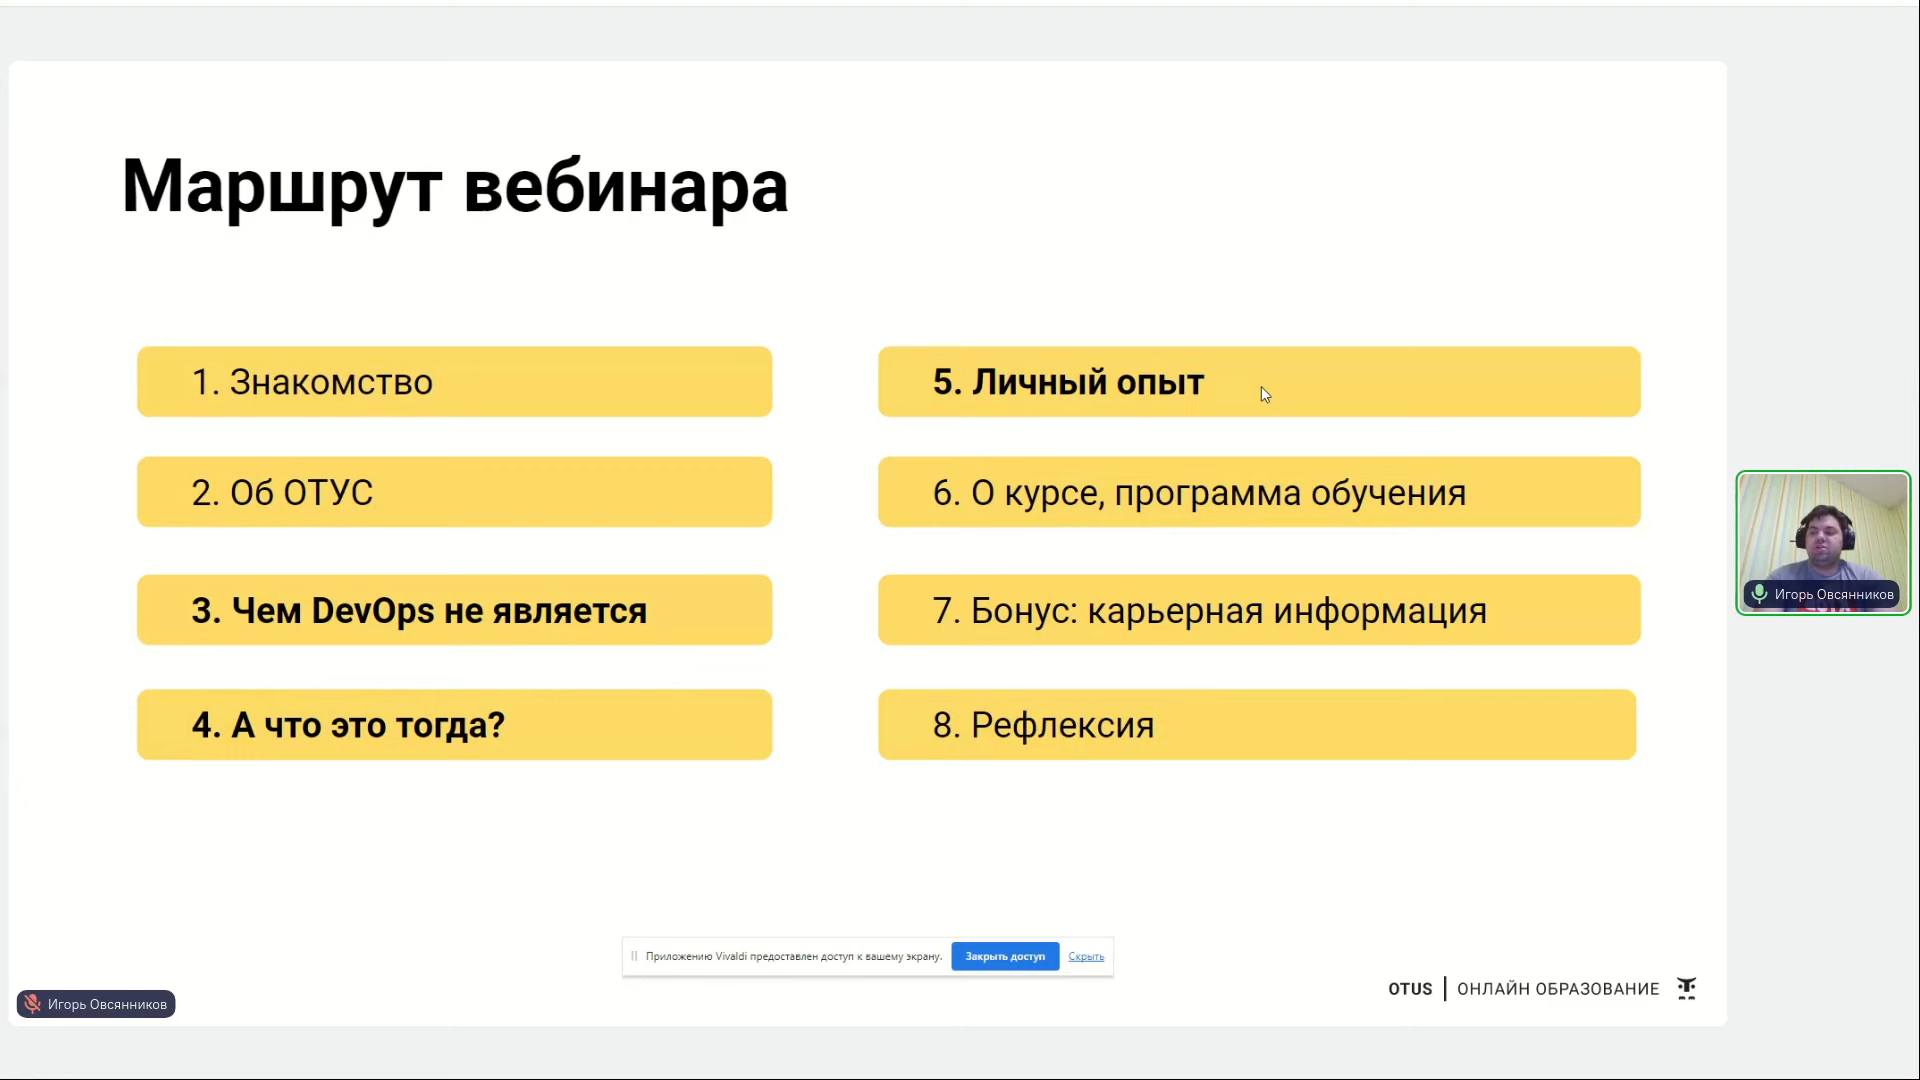 Маршрут вебинара
1. Знакомство
2. Об ОТУС
3. Чем DevOps не является
4. А что это тогда?
5. Личный опыт
6. О курсе, программа обучения
7. Бонус: карьерная информация
8. Рефлексия
Игорь Овсянников
Приложению Vivaldi предоставлен доступ к вашему экрану.
Закрыть доступ
Скрыть
OTUS | ОНЛАЙН ОБРАЗОВАНИЕ
Игорь Овсянников